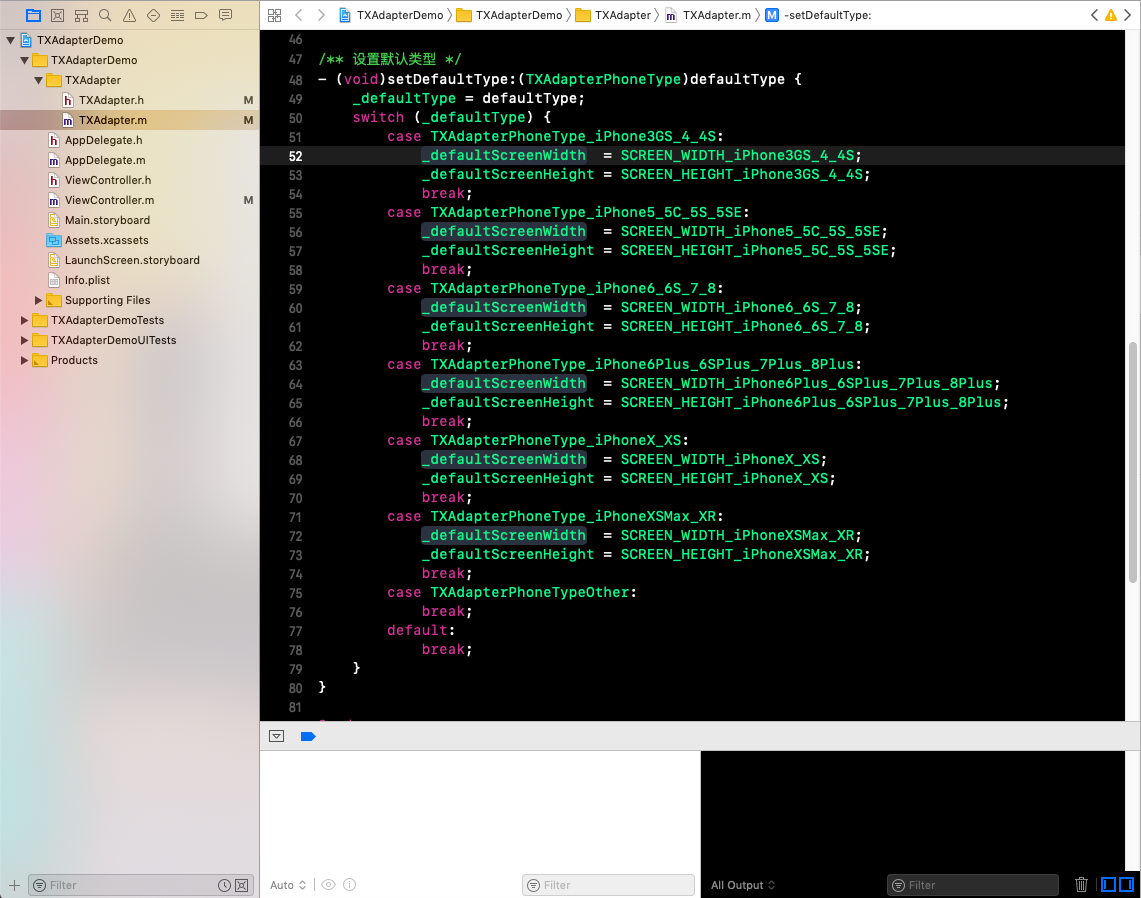 TXAdapterDemo
TXAdapterDemo
TXAdapter
h TXAdapter.h M
m TXAdapter.m M
h AppDelegate.h
m AppDelegate.m
h ViewController.h
m ViewController.m M
Main.storyboard
Assets.xcassets
LaunchScreen.storyboard
Info.plist
Supporting Files
TXAdapterDemoTests
TXAdapterDemoUITests
Products
Filter
TXAdapterDemo TXAdapterDemo TXAdapter m TXAdapter.m M -setDefaultType:
46
47 /** 设置默认类型 */
48 - (void)setDefaultType:(TXAdapterPhoneType)defaultType {
49 _defaultType = defaultType;
50 switch (_defaultType) {
51 case TXAdapterPhoneType_iPhone3GS_4_4S:
52 _defaultScreenWidth = SCREEN_WIDTH_iPhone3GS_4_4S;
53 _defaultScreenHeight = SCREEN_HEIGHT_iPhone3GS_4_4S;
54 break;
55 case TXAdapterPhoneType_iPhone5_5C_5S_5SE:
56 _defaultScreenWidth = SCREEN_WIDTH_iPhone5_5C_5S_5SE;
57 _defaultScreenHeight = SCREEN_HEIGHT_iPhone5_5C_5S_5SE;
58 break;
59 case TXAdapterPhoneType_iPhone6_6S_7_8:
60 _defaultScreenWidth = SCREEN_WIDTH_iPhone6_6S_7_8;
61 _defaultScreenHeight = SCREEN_HEIGHT_iPhone6_6S_7_8;
62 break;
63 case TXAdapterPhoneType_iPhone6Plus_6SPlus_7Plus_8Plus:
64 _defaultScreenWidth = SCREEN_WIDTH_iPhone6Plus_6SPlus_7Plus_8Plus;
65 _defaultScreenHeight = SCREEN_HEIGHT_iPhone6Plus_6SPlus_7Plus_8Plus;
66 break;
67 case TXAdapterPhoneType_iPhoneX_XS:
68 _defaultScreenWidth = SCREEN_WIDTH_iPhoneX_XS;
69 _defaultScreenHeight = SCREEN_HEIGHT_iPhoneX_XS;
70 break;
71 case TXAdapterPhoneType_iPhoneXSMax_XR:
72 _defaultScreenWidth = SCREEN_WIDTH_iPhoneXSMax_XR;
73 _defaultScreenHeight = SCREEN_HEIGHT_iPhoneXSMax_XR;
74 break;
75 case TXAdapterPhoneTypeOther:
76 break;
77 default:
78 break;
79 }
80 }
81
Auto Filter
All Output Filter